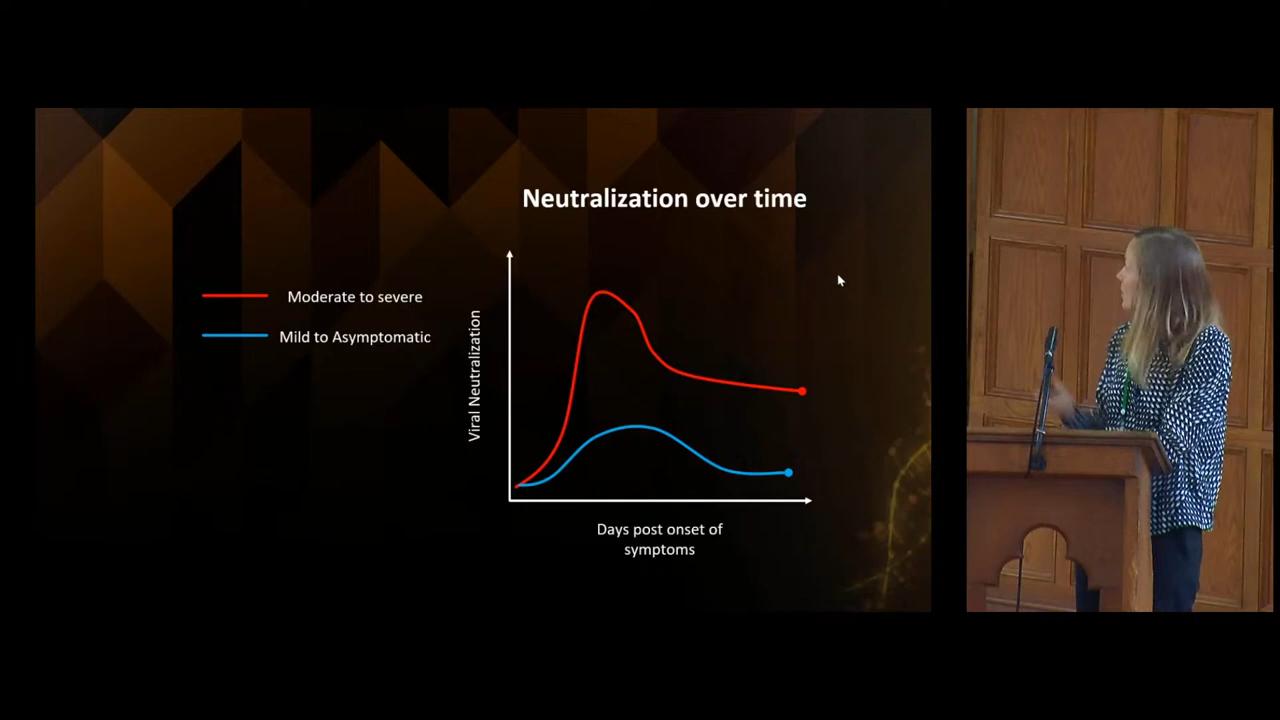 Neutralization over time
Moderate to severe
Mild to Asymptomatic
Viral Neutralization
Days post onset of
symptoms